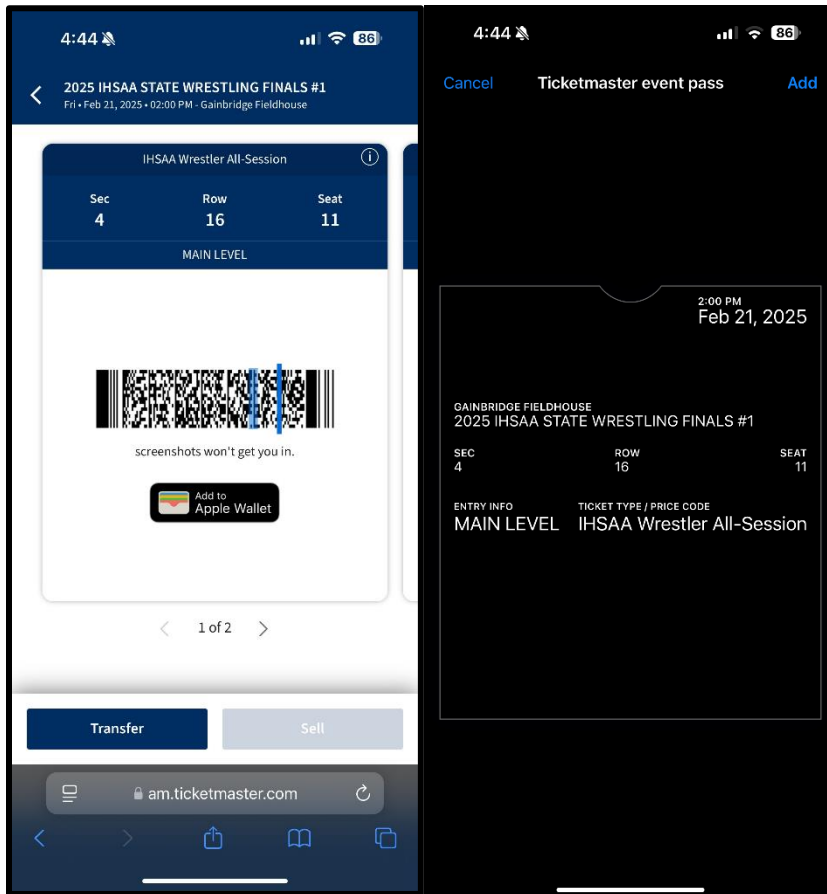 4:44
86
2025 IHSAA STATE WRESTLING FINALS #1
Fri • Feb 21, 2025 • 02:00 PM - Gainbridge Fieldhouse
IHSAA Wrestler All-Session
Sec Row Seat
4 16 11
MAIN LEVEL
screenshots won't get you in.
Add to
Apple Wallet
1 of 2
Transfer Sell
am.ticketmaster.com
4:44
86
Cancel Ticketmaster event pass Add
2:00 PM
Feb 21, 2025
GAINBRIDGE FIELDHOUSE
2025 IHSAA STATE WRESTLING FINALS #1
SEC ROW SEAT
4 16 11
ENTRY INFO TICKET TYPE / PRICE CODE
MAIN LEVEL IHSAA Wrestler All-Session